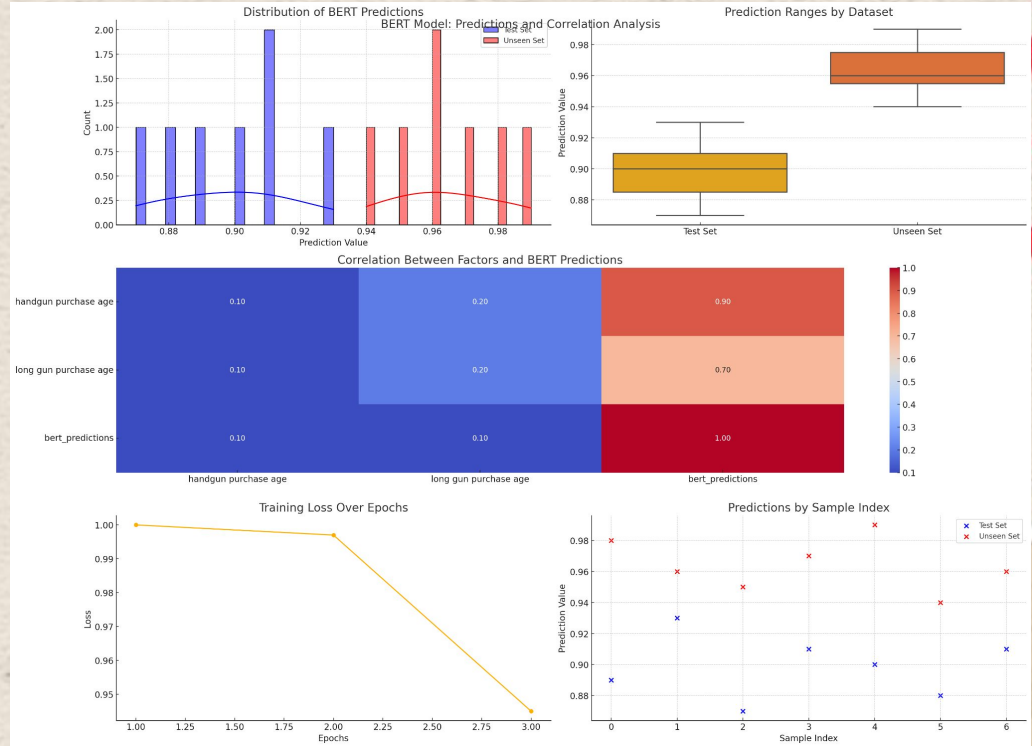 Distribution of BERT Predictions
BERT Model: Predictions and Correlation Analysis
Test Set
Unseen Set
2.00
1.75
1.50
1.25
1.00
0.75
0.50
0.25
0.00
Count
0.88 0.90 0.92 0.94 0.96 0.98
Prediction Value
Prediction Ranges by Dataset
0.98
0.96
0.94
0.92
0.90
0.88
Prediction Value
Test Set Unseen Set
Correlation Between Factors and BERT Predictions
handgun purchase age 0.10 0.20 0.90
long gun purchase age 0.10 0.20 0.70
bert_predictions 0.10 0.10 1.00
handgun purchase age long gun purchase age bert_predictions
1.0
0.9
0.8
0.7
0.6
0.5
0.4
0.3
0.2
0.1
Training Loss Over Epochs
1.00
0.99
0.98
0.97
0.96
0.95
Loss
1.00 1.25 1.50 1.75 2.00 2.25 2.50 2.75 3.00
Epochs
Predictions by Sample Index
Test Set
Unseen Set
0.98
0.96
0.94
0.92
0.90
0.88
Prediction Value
0 1 2 3 4 5 6
Sample Index